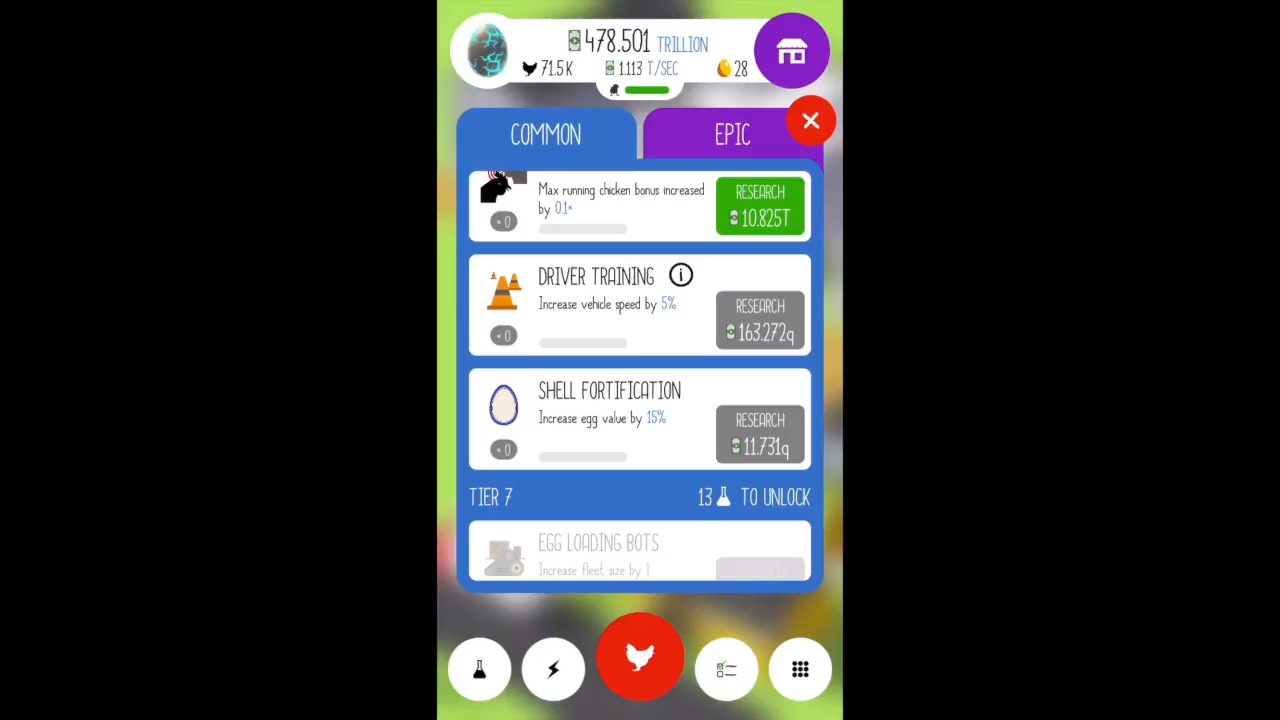 478.501 TRILLION
71.5K 1.113 T/SEC 28
COMMON EPIC
Max running chicken bonus increased
by 0.1×
× 0
RESEARCH
10.825T
DRIVER TRAINING i
Increase vehicle speed by 5%
× 0
RESEARCH
163.272q
SHELL FORTIFICATION
Increase egg value by 15%
× 0
RESEARCH
11.731q
TIER 7 13 TO UNLOCK
EGG LOADING BOTS
Increase fleet size by 1